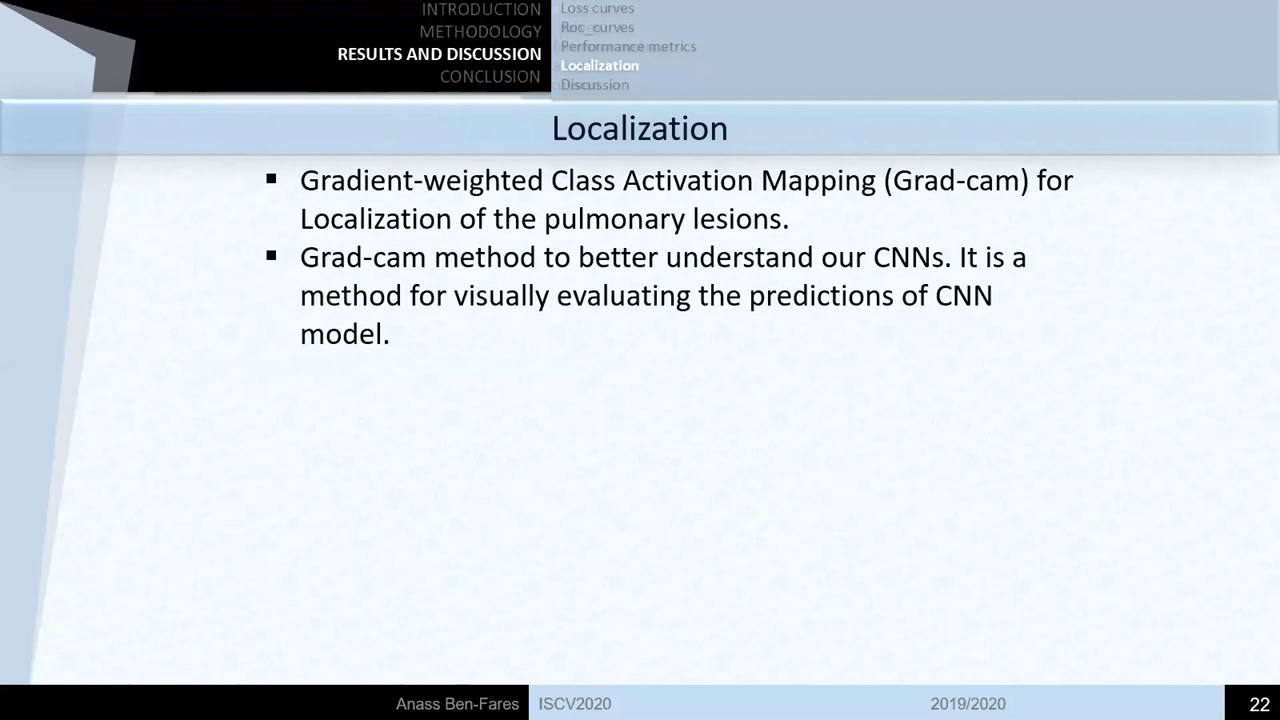 INTRODUCTION
METHODOLOGY
RESULTS AND DISCUSSION
CONCLUSION
Loss curves
Roc_curves
Performance metrics
Localization
Discussion
Localization
▪ Gradient-weighted Class Activation Mapping (Grad-cam) for
Localization of the pulmonary lesions.
▪ Grad-cam method to better understand our CNNs. It is a
method for visually evaluating the predictions of CNN
model.
Anass Ben-Fares
ISCV2020
2019/2020
22